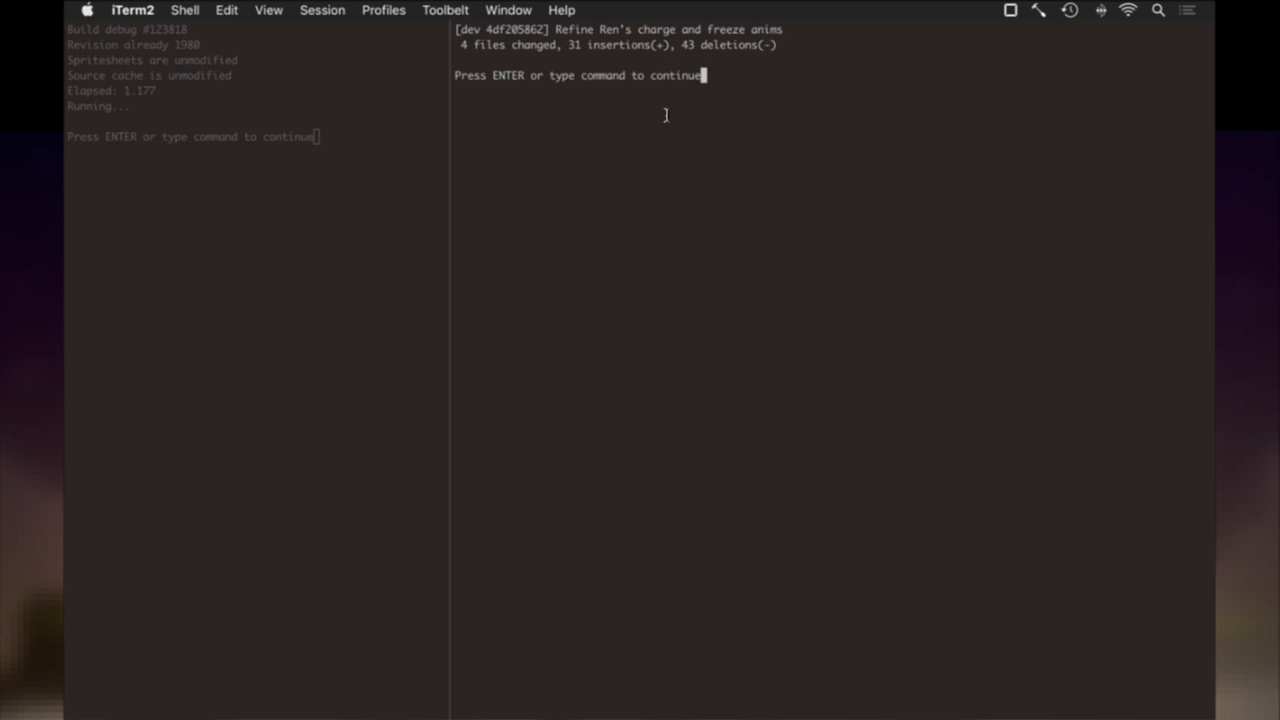 iTerm2 Shell Edit View Session Profiles Toolbelt Window Help
Build debug #123818
Revision already 1980
Spritesheets are unmodified
Source cache is unmodified
Elapsed: 1.177
Running...
Press ENTER or type command to continue
[dev 4df205862] Refine Ren's charge and freeze anims
4 files changed, 31 insertions(+), 43 deletions(-)
Press ENTER or type command to continue